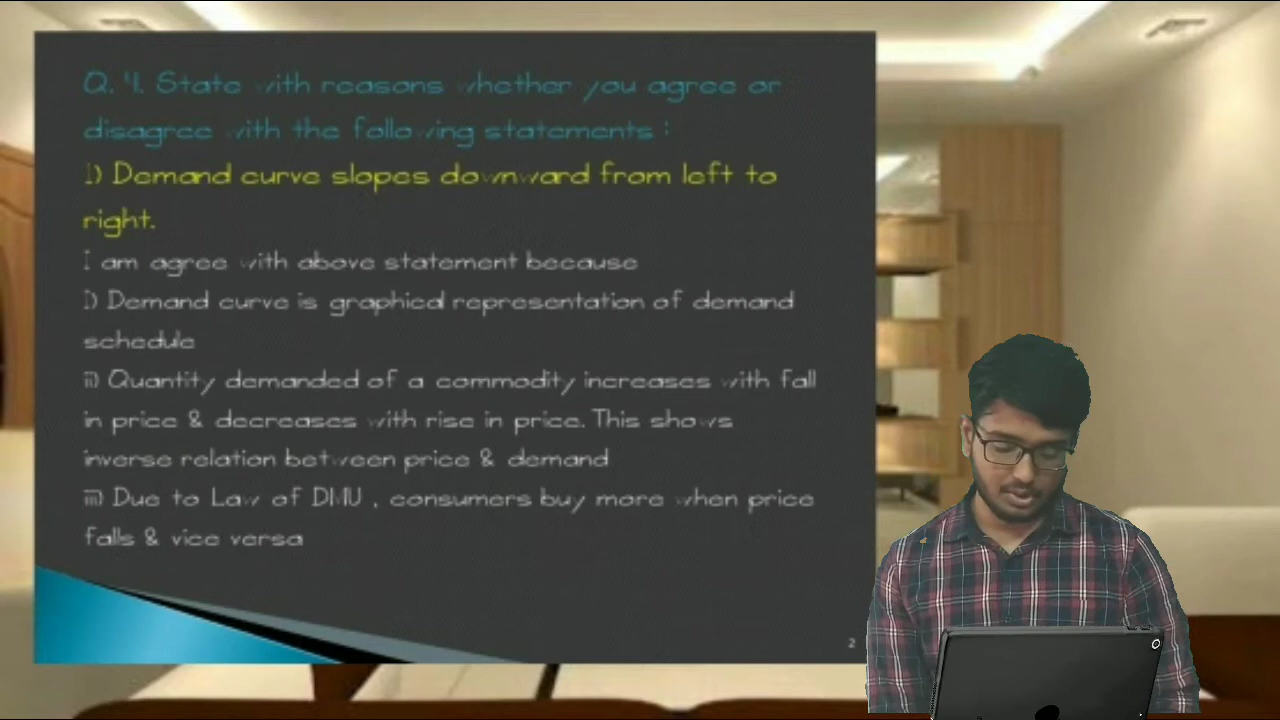 Q. 4. State with reasons whether you agree or
disagree with the following statements :
1) Demand curve slopes downward from left to
right.
I am agree with above statement because
i) Demand curve is graphical representation of demand
schedule
ii) Quantity demanded of a commodity increases with fall
in price & decreases with rise in price. This shows
inverse relation between price & demand
iii) Due to Law of DMU , consumers buy more when price
falls & vice versa
2